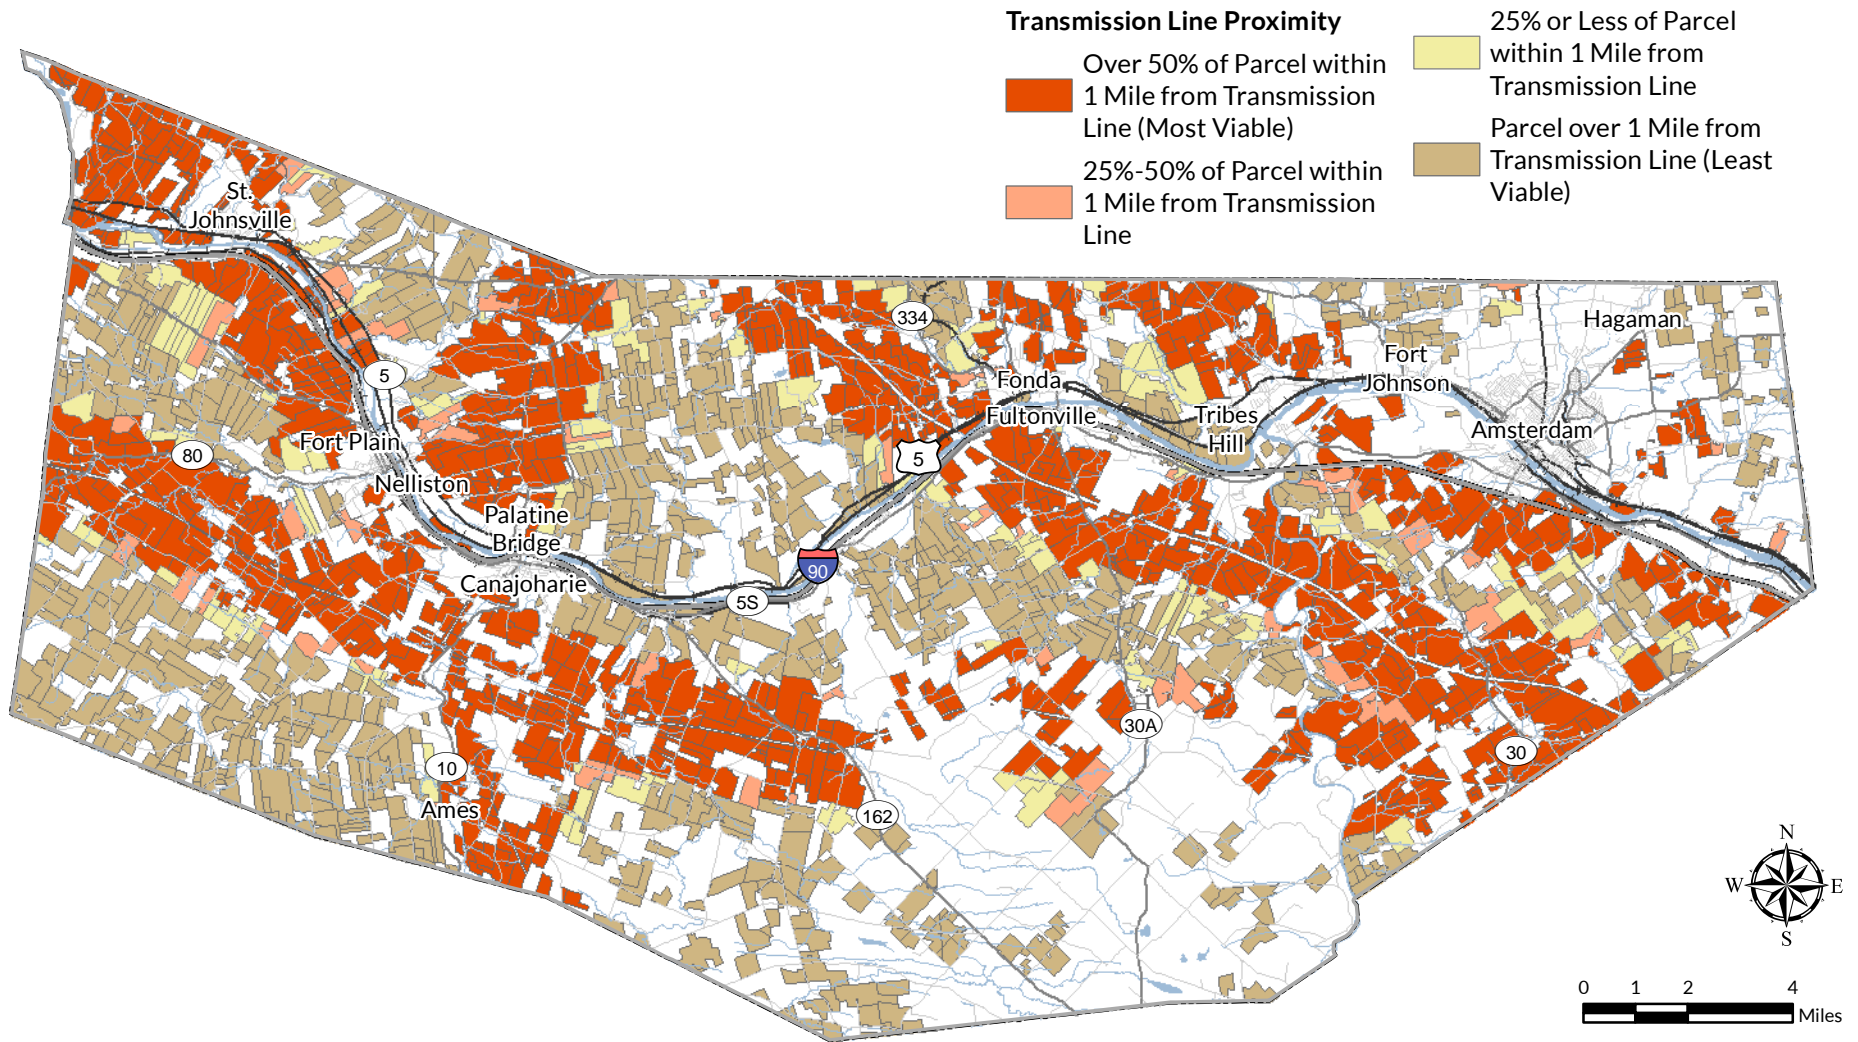 Transmission Line Proximity
Over 50% of Parcel within
1 Mile from Transmission
Line (Most Viable)
25%-50% of Parcel within
1 Mile from Transmission
Line
25% or Less of Parcel
within 1 Mile from
Transmission Line
Parcel over 1 Mile from
Transmission Line (Least
Viable)
St.
Johnsville
334
Hagaman
Fort
Johnson
5
Fonda
Fultonville
Tribes
Hill
Amsterdam
Fort Plain
80
5
Nelliston
Palatine
Bridge
90
Canajoharie
5S
30A
30
10
Ames
162
N
W
E
S
0 1 2 4
Miles